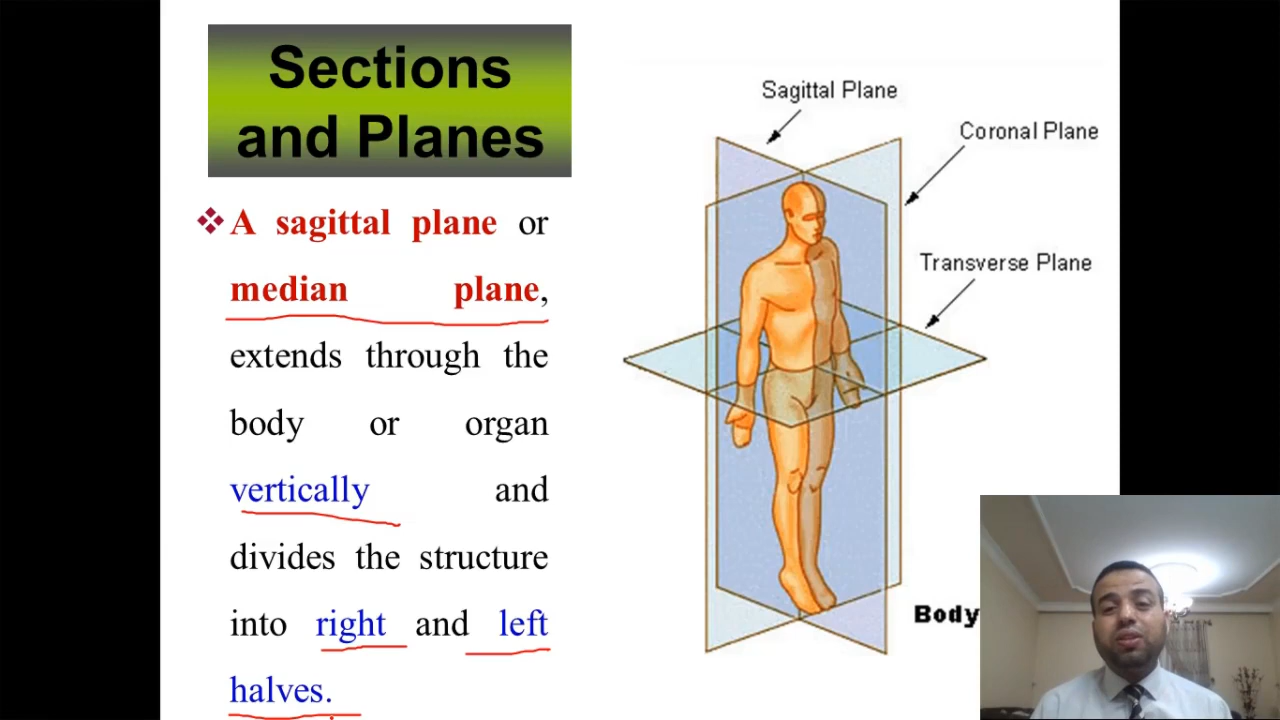 Sections
and Planes
A sagittal plane or
median plane,
extends through the
body or organ
vertically and
divides the structure
into right and left
halves.
Sagittal Plane
Coronal Plane
Transverse Plane
Body